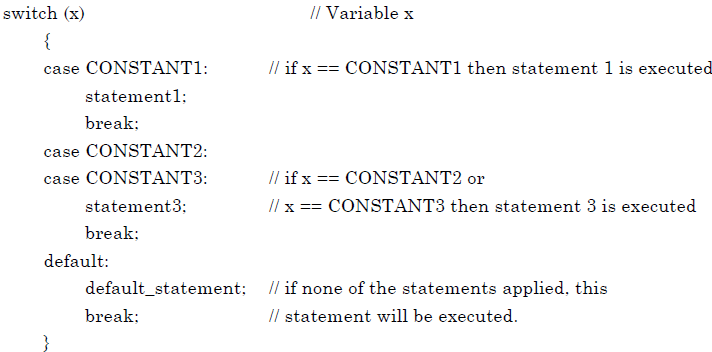 switch (x) // Variable x
{
case CONSTANT1: // if x == CONSTANT1 then statement 1 is executed
statement1;
break;
case CONSTANT2:
case CONSTANT3: // if x == CONSTANT2 or
statement3; // x == CONSTANT3 then statement 3 is executed
break;
default:
default_statement; // if none of the statements applied, this
break; // statement will be executed.
}